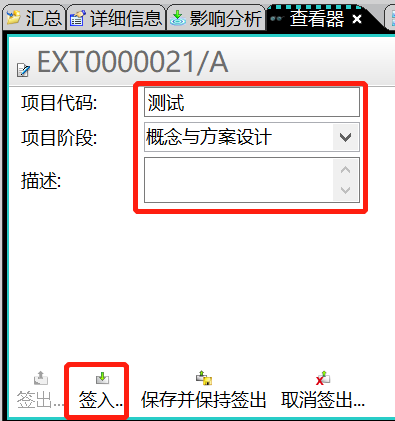 汇总 详细信息 影响分析 查看器
EXT0000021/A
项目代码: 测试
项目阶段: 概念与方案设计
描述:
签出... 签入... 保存并保持签出 取消签出...